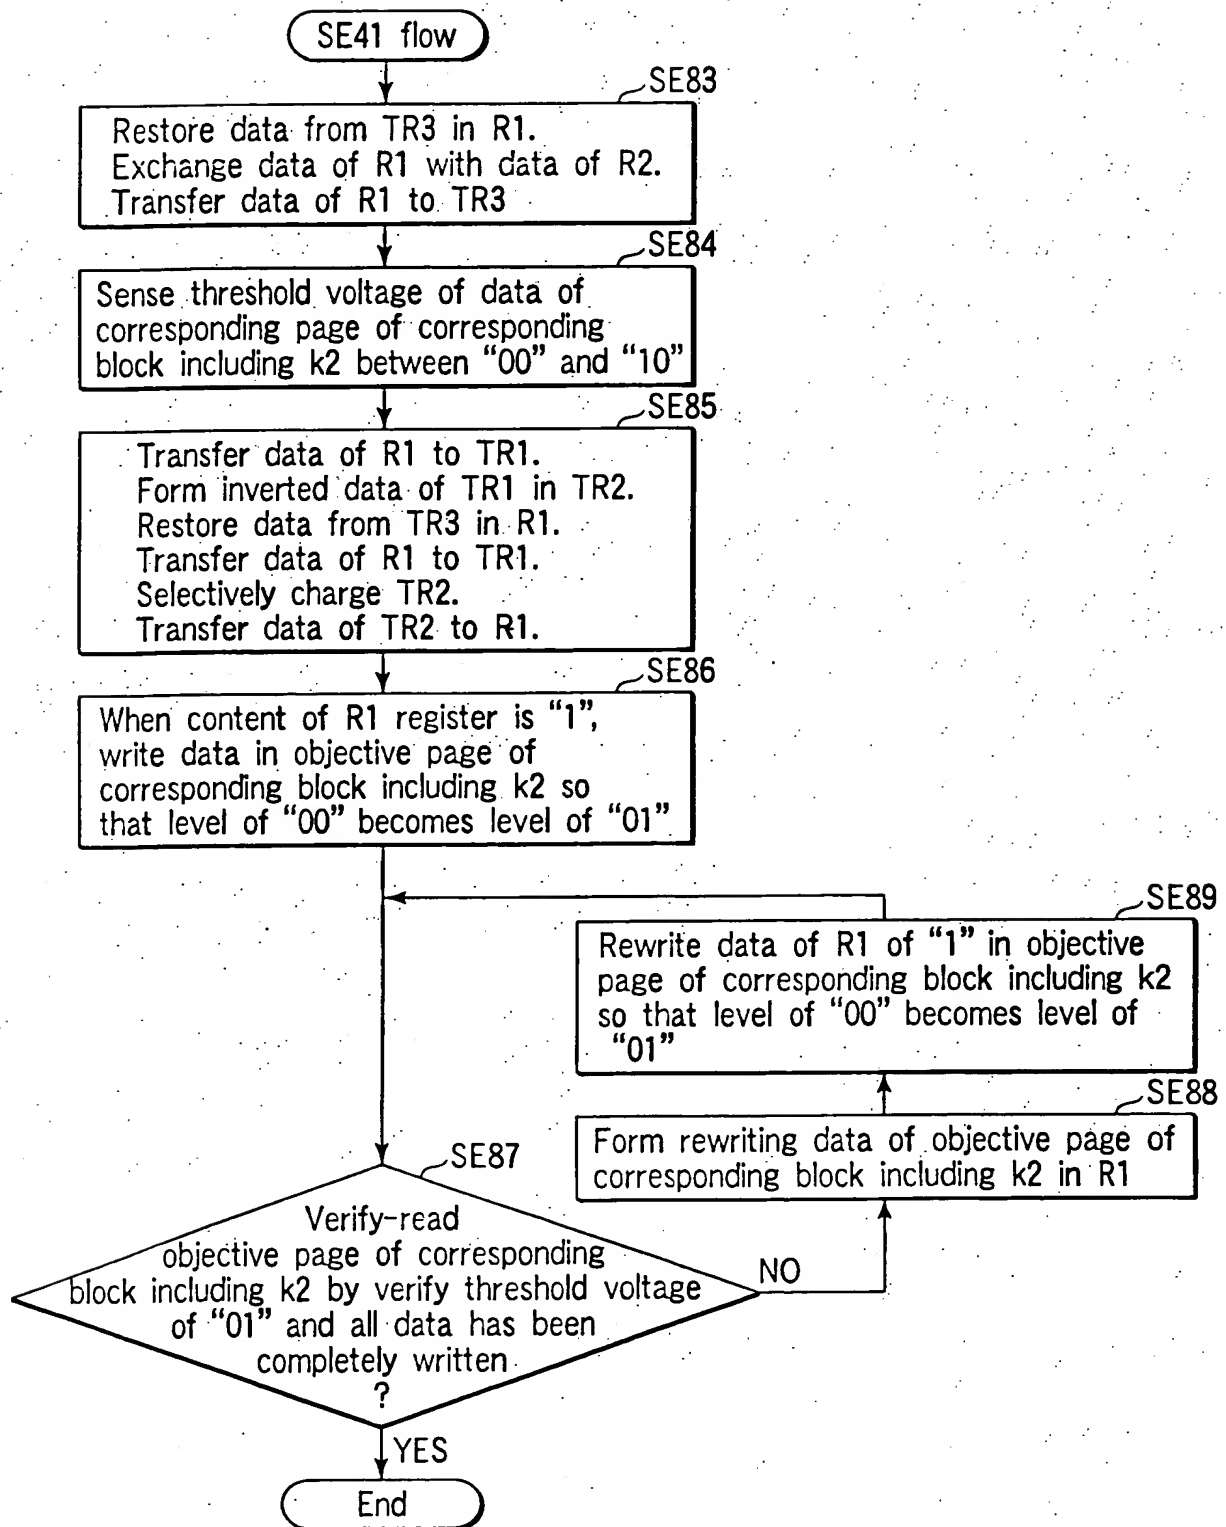 SE41 flow
SE83
Restore data from TR3 in R1.
Exchange data of R1 with data of R2.
Transfer data of R1 to TR3
SE84
Sense threshold voltage of data of
corresponding page of corresponding
block including k2 between “00” and “10”
SE85
Transfer data of R1 to TR1.
Form inverted data of TR1 in TR2.
Restore data from TR3 in R1.
Transfer data of R1 to TR1.
Selectively charge TR2.
Transfer data of TR2 to R1.
SE86
When content of R1 register is “1”,
write data in objective page of
corresponding block including k2 so
that level of “00” becomes level of “01”
SE89
Rewrite data of R1 of “1” in objective
page of corresponding block including k2
so that level of “00” becomes level of
“01”
SE88
Form rewriting data of objective page of
corresponding block including k2 in R1
SE87
Verify-read
objective page of corresponding
block including k2 by verify threshold voltage
of “01” and all data has been
completely written
?
NO
YES
End